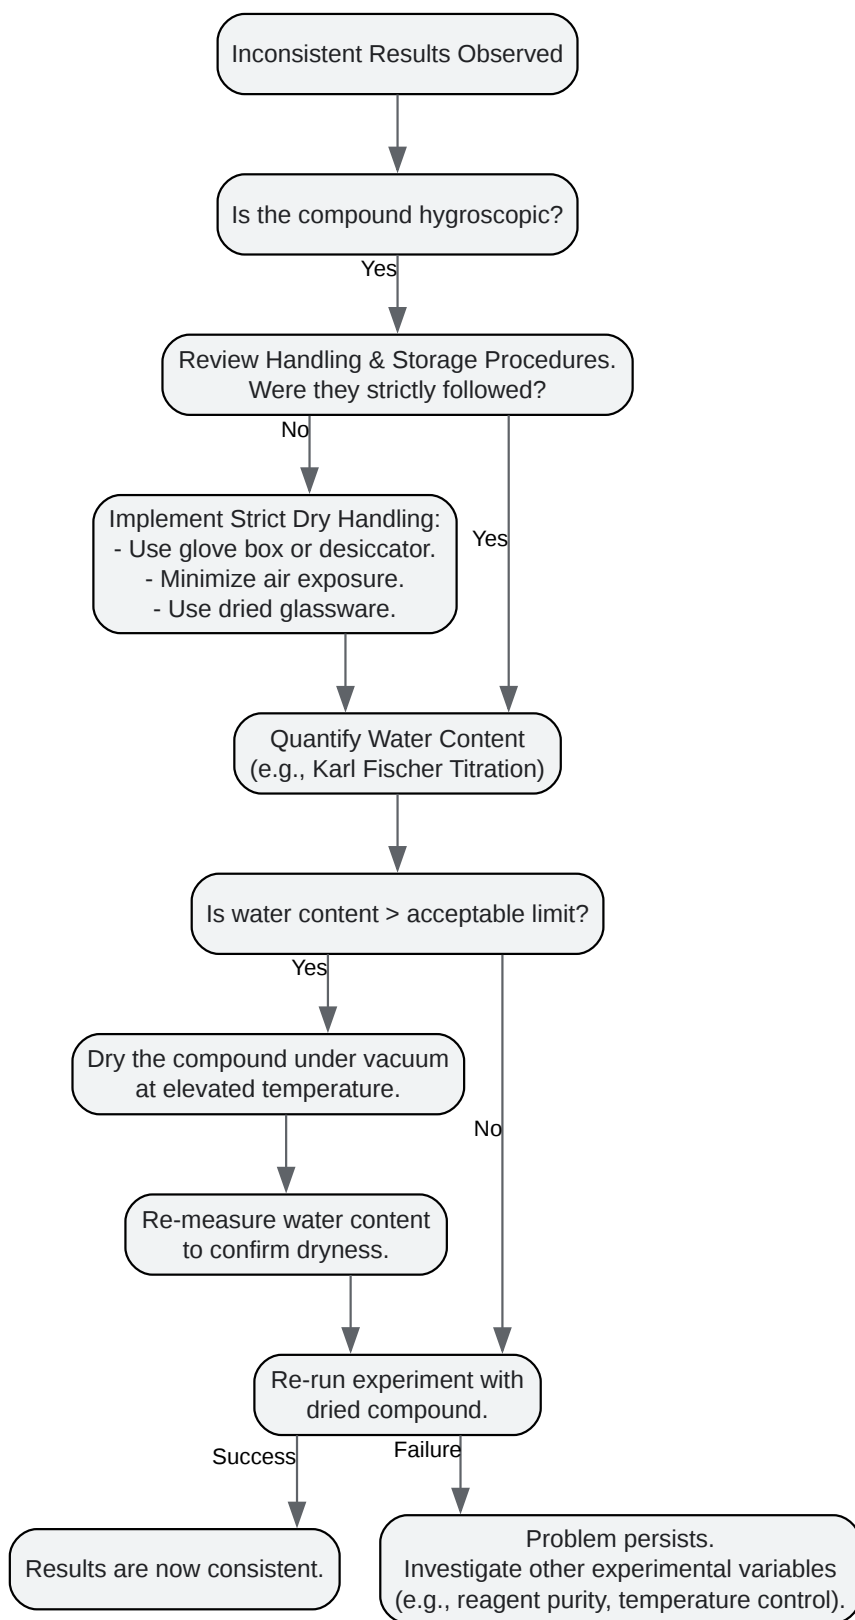 Inconsistent Results Observed
Is the compound hygroscopic?
Yes
Review Handling & Storage Procedures.
Were they strictly followed?
No
Implement Strict Dry Handling:
- Use glove box or desiccator.
- Minimize air exposure.
- Use dried glassware.
Yes
Quantify Water Content
(e.g., Karl Fischer Titration)
Is water content > acceptable limit?
Yes
Dry the compound under vacuum
at elevated temperature.
No
Re-measure water content
to confirm dryness.
Re-run experiment with
dried compound.
Success
Failure
Results are now consistent.
Problem persists.
Investigate other experimental variables
(e.g., reagent purity, temperature control).